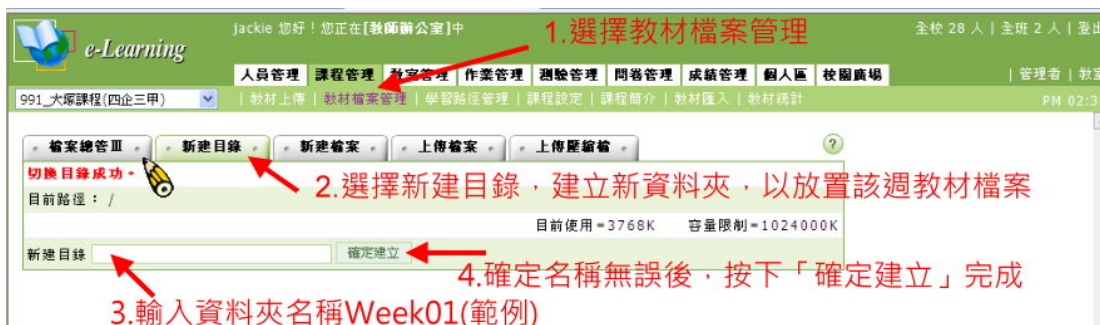 jackie 您好！您正在[教師辦公室]中
1.選擇教材檔案管理
全校 28 人 | 全班 2 人 | 登出
e-Learning
人員管理 課程管理 教室管理 作業管理 測驗管理 問卷管理 成績管理 個人區 校園廣場
| 管理者 | 教室
991_大塚課程(四企三甲)
| 教材上傳 | 教材檔案管理 | 學習路徑管理 | 課程設定 | 課程簡介 | 教材匯入 | 教材統計
PM 02:3
檔案總管III 新建目錄 新建檔案 上傳檔案 上傳壓縮檔
?
切換目錄成功。
2.選擇新建目錄，建立新資料夾，以放置該週教材檔案
目前路徑：/
目前使用=3768K 容量限制=1024000K
新建目錄 確定建立
4.確定名稱無誤後，按下「確定建立」完成
3.輸入資料夾名稱Week01(範例)